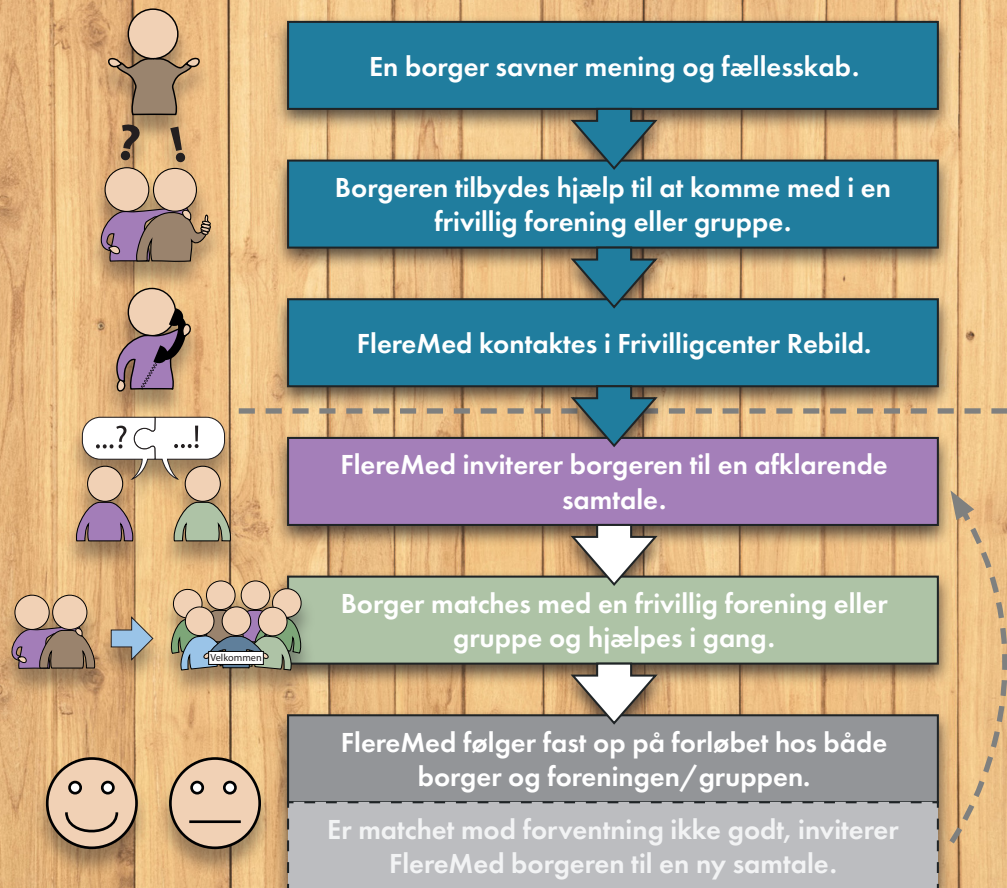 En borger savner mening og fællesskab.
? !
Borgeren tilbydes hjælp til at komme med i en
frivillig forening eller gruppe.
FlereMed kontaktes i Frivilligcenter Rebild.
...? ...!
FlereMed inviterer borgeren til en afklarende
samtale.
Borger matches med en frivillig forening eller
gruppe og hjælpes i gang.
Velkommen
FlereMed følger fast op på forløbet hos både
borger og foreningen/gruppen.
Er matchet mod forventning ikke godt, inviterer
FlereMed borgeren til en ny samtale.